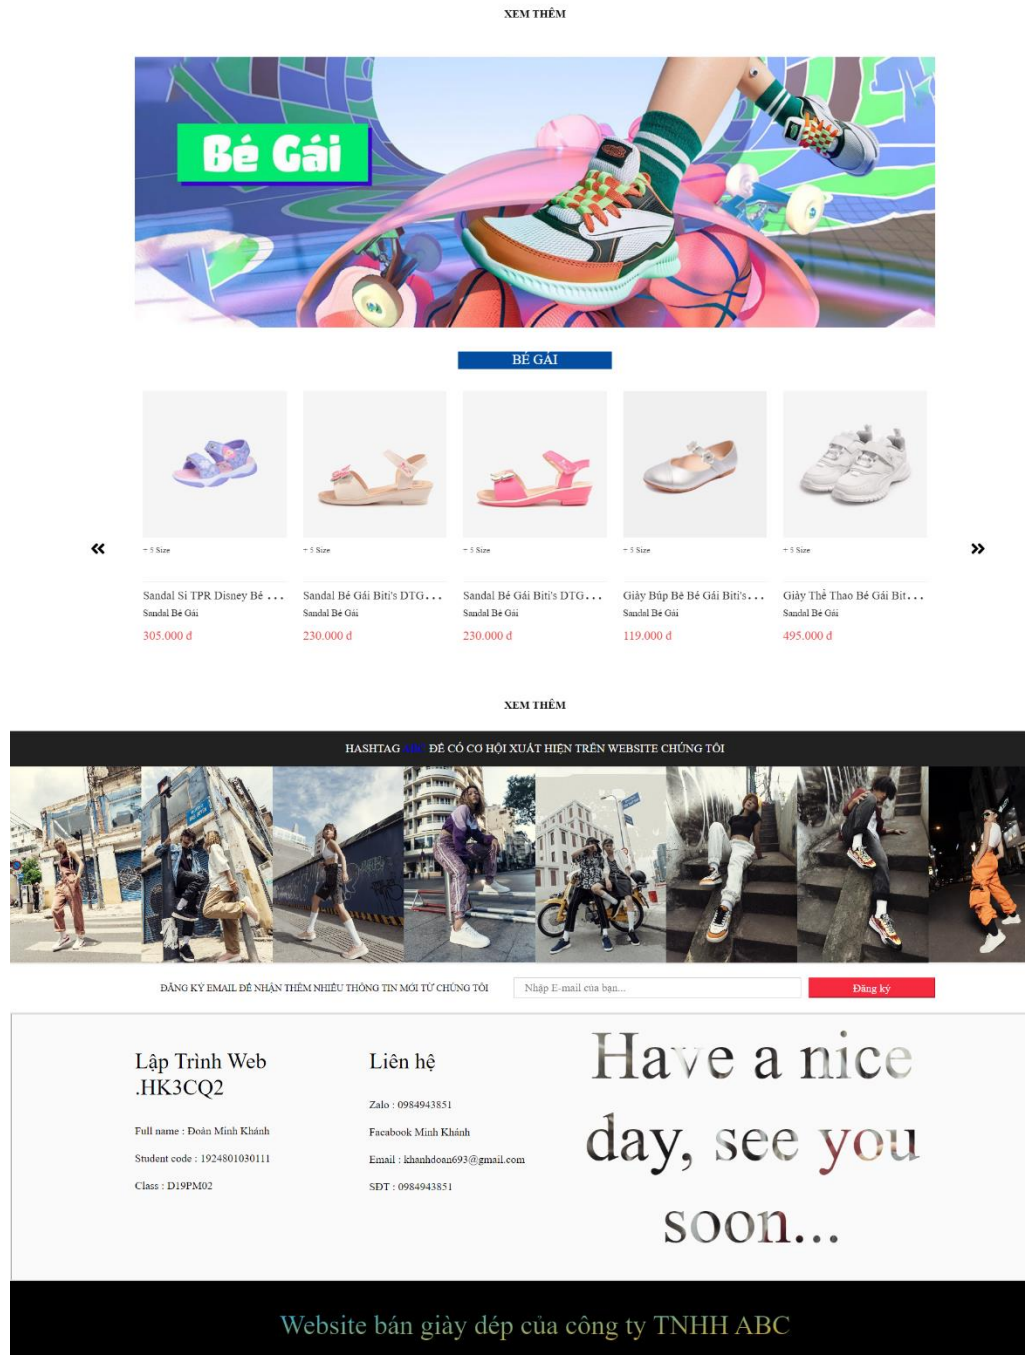 XEM THÊM
Bé Gái
BÉ GÁI
+ 5 Size
+ 5 Size
+ 5 Size
+ 5 Size
+ 5 Size
Sandal Si TPR Disney Bé ...
Sandal Bé Gái Biti's DTG...
Sandal Bé Gái Biti's DTG...
Giày Búp Bê Bé Gái Biti's...
Giày Thể Thao Bé Gái Bit...
Sandal Bé Gái
Sandal Bé Gái
Sandal Bé Gái
Sandal Bé Gái
Sandal Bé Gái
305.000 đ
230.000 đ
230.000 đ
119.000 đ
495.000 đ
XEM THÊM
HASHTAG ABC ĐỂ CÓ CƠ HỘI XUẤT HIỆN TRÊN WEBSITE CHÚNG TÔI
ĐĂNG KÝ EMAIL ĐỂ NHẬN THÊM NHIỀU THÔNG TIN MỚI TỪ CHÚNG TÔI
Nhập E-mail của bạn...
Đăng ký
Lập Trình Web
.HK3CQ2
Full name : Đoàn Minh Khánh
Student code : 1924801030111
Class : D19PM02
Liên hệ
Zalo : 0984943851
Facabook Minh Khánh
Email : khanhdoan693@gmail.com
SĐT : 0984943851
Have a nice
day, see you
soon...
Website bán giày dép của công ty TNHH ABC